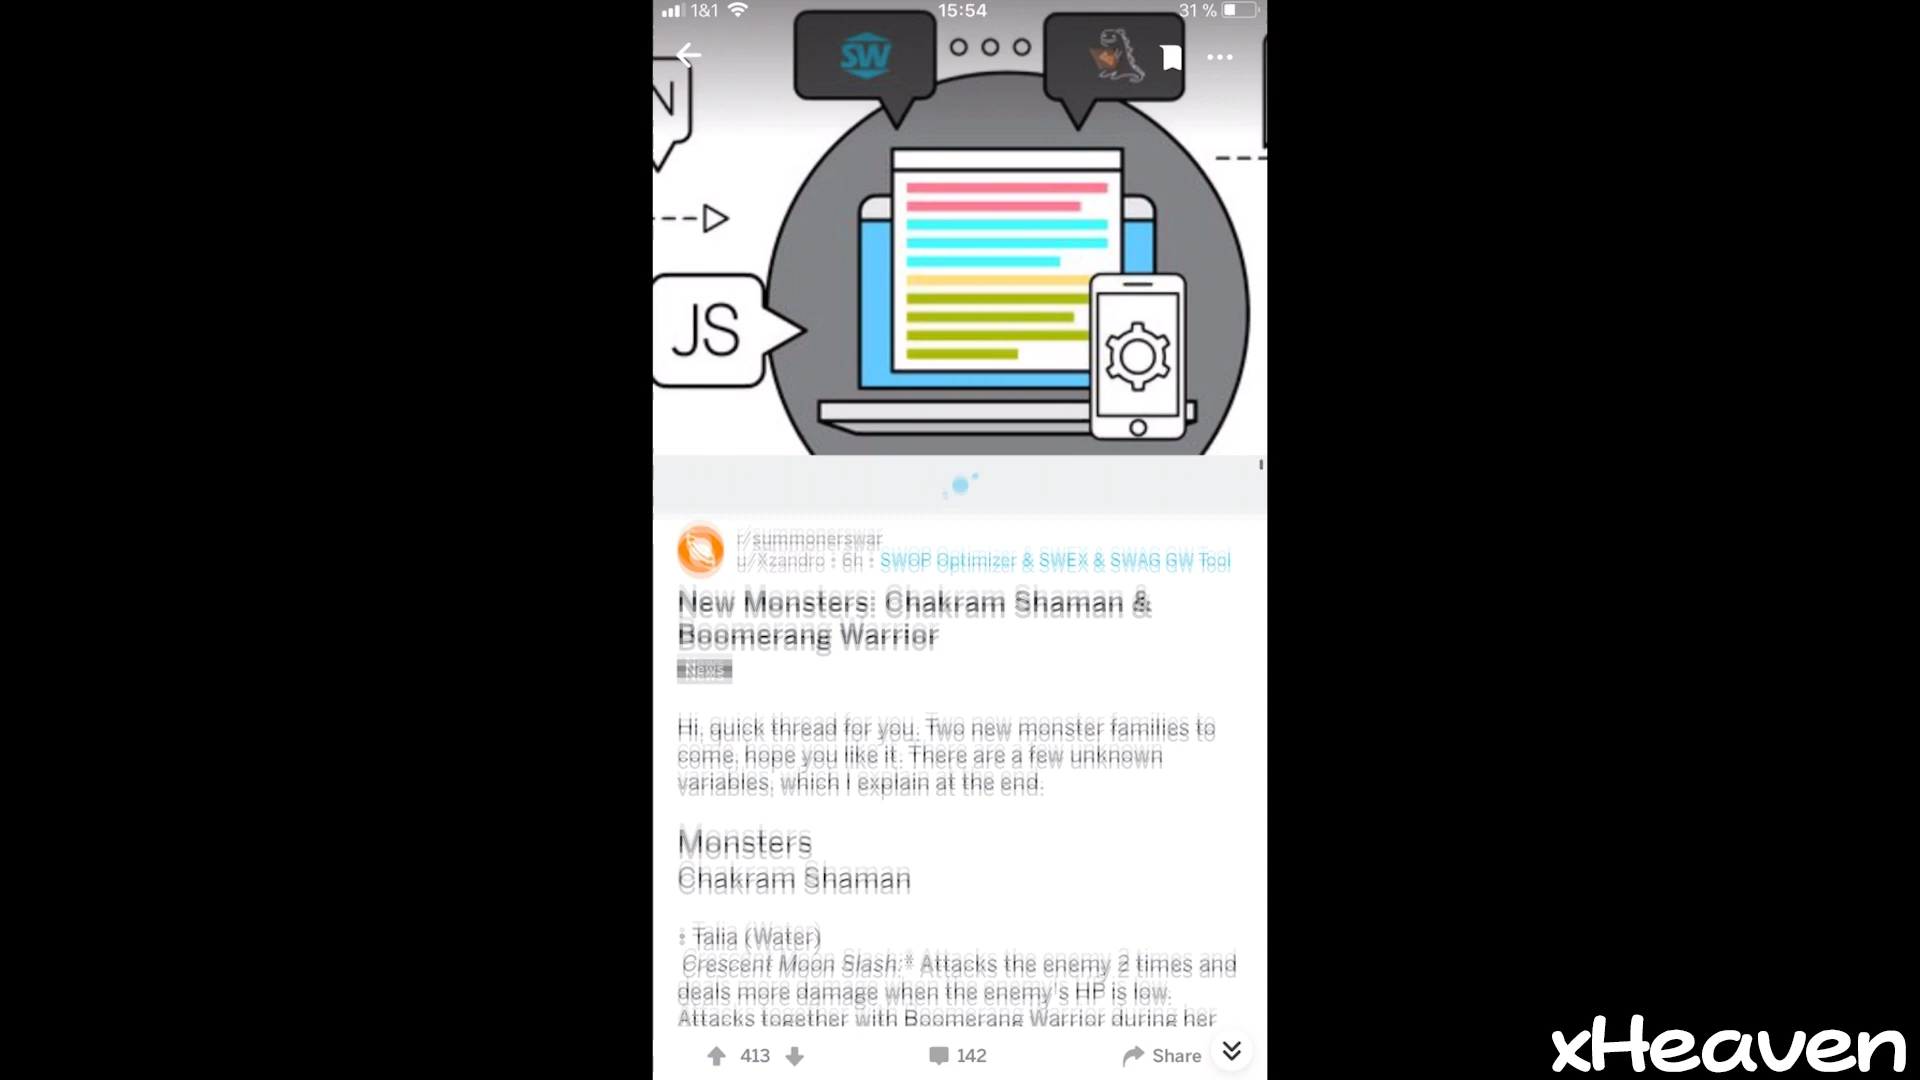 1&1 15:54 31 %
SW
N
JS
r/summonerswar
u/Xzandro • 6h • SWOP Optimizer & SWEX & SWAG GW Tool
New Monsters: Chakram Shaman &
Boomerang Warrior
News
Hi, quick thread for you. Two new monster families to
come, hope you like it. There are a few unknown
variables, which I explain at the end.
Monsters
Chakram Shaman
• Talia (Water)
Crescent Moon Slash:* Attacks the enemy 2 times and
deals more damage when the enemy's HP is low.
Attacks together with Boomerang Warrior during her
413 142 Share
xHeaven